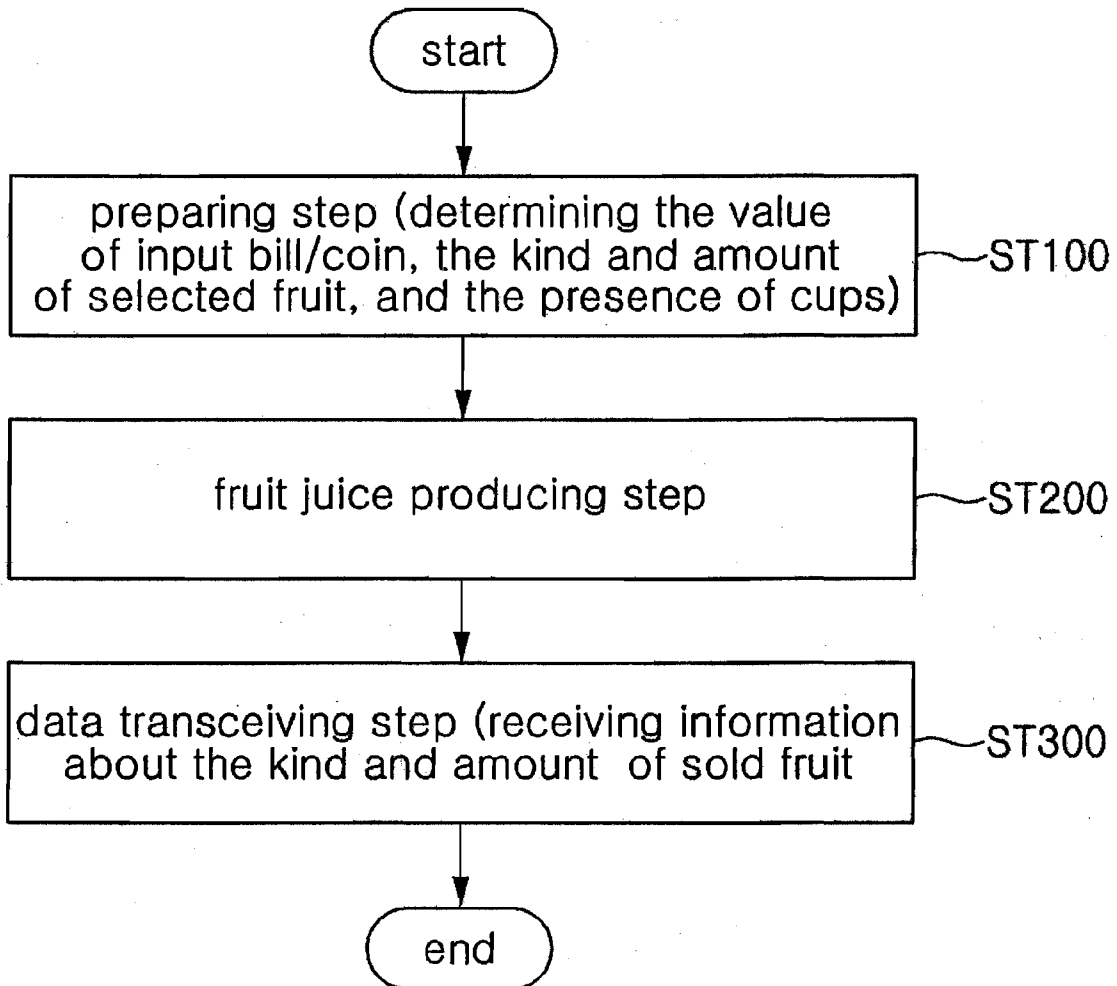 start
preparing step (determining the value
of input bill/coin, the kind and amount
of selected fruit, and the presence of cups)
ST100
fruit juice producing step
ST200
data transceiving step (receiving information
about the kind and amount of sold fruit
ST300
end